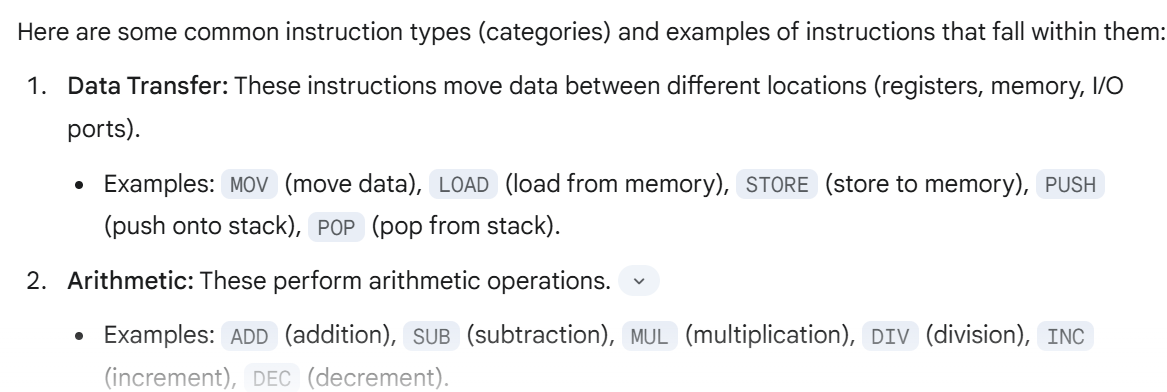 Here are some common instruction types (categories) and examples of instructions that fall within them:
1. Data Transfer: These instructions move data between different locations (registers, memory, I/O
ports).
• Examples: MOV (move data), LOAD (load from memory), STORE (store to memory), PUSH
(push onto stack), POP (pop from stack).
2. Arithmetic: These perform arithmetic operations.
• Examples: ADD (addition), SUB (subtraction), MUL (multiplication), DIV (division), INC
(increment), DEC (decrement).